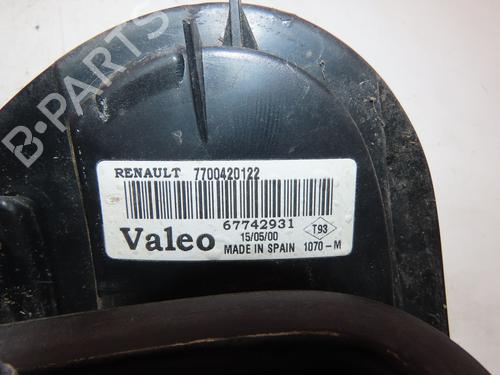 B-PARTS
RENAULT 7700420122
67742931
Valeo
15/05/00
T93
MADE IN SPAIN 1070-M